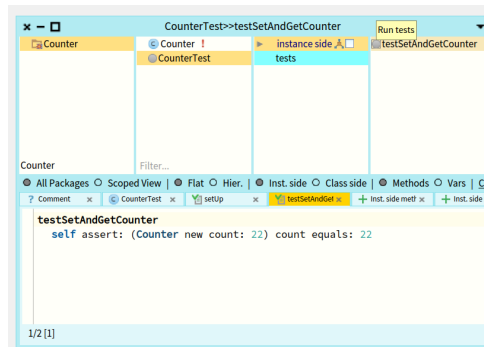 CounterTest>>testSetAndGetCounter
Run tests
Counter
Counter !
CounterTest
instance side
tests
testSetAndGetCounter
Counter
Filter...
All Packages Scoped View | Flat Hier. | Inst. side Class side | Methods Vars | C
? Comment × CounterTest × setUp × testSetAndGet × Inst. side meth × Inst. side
testSetAndGetCounter
self assert: (Counter new count: 22) count equals: 22
1/2 [1]